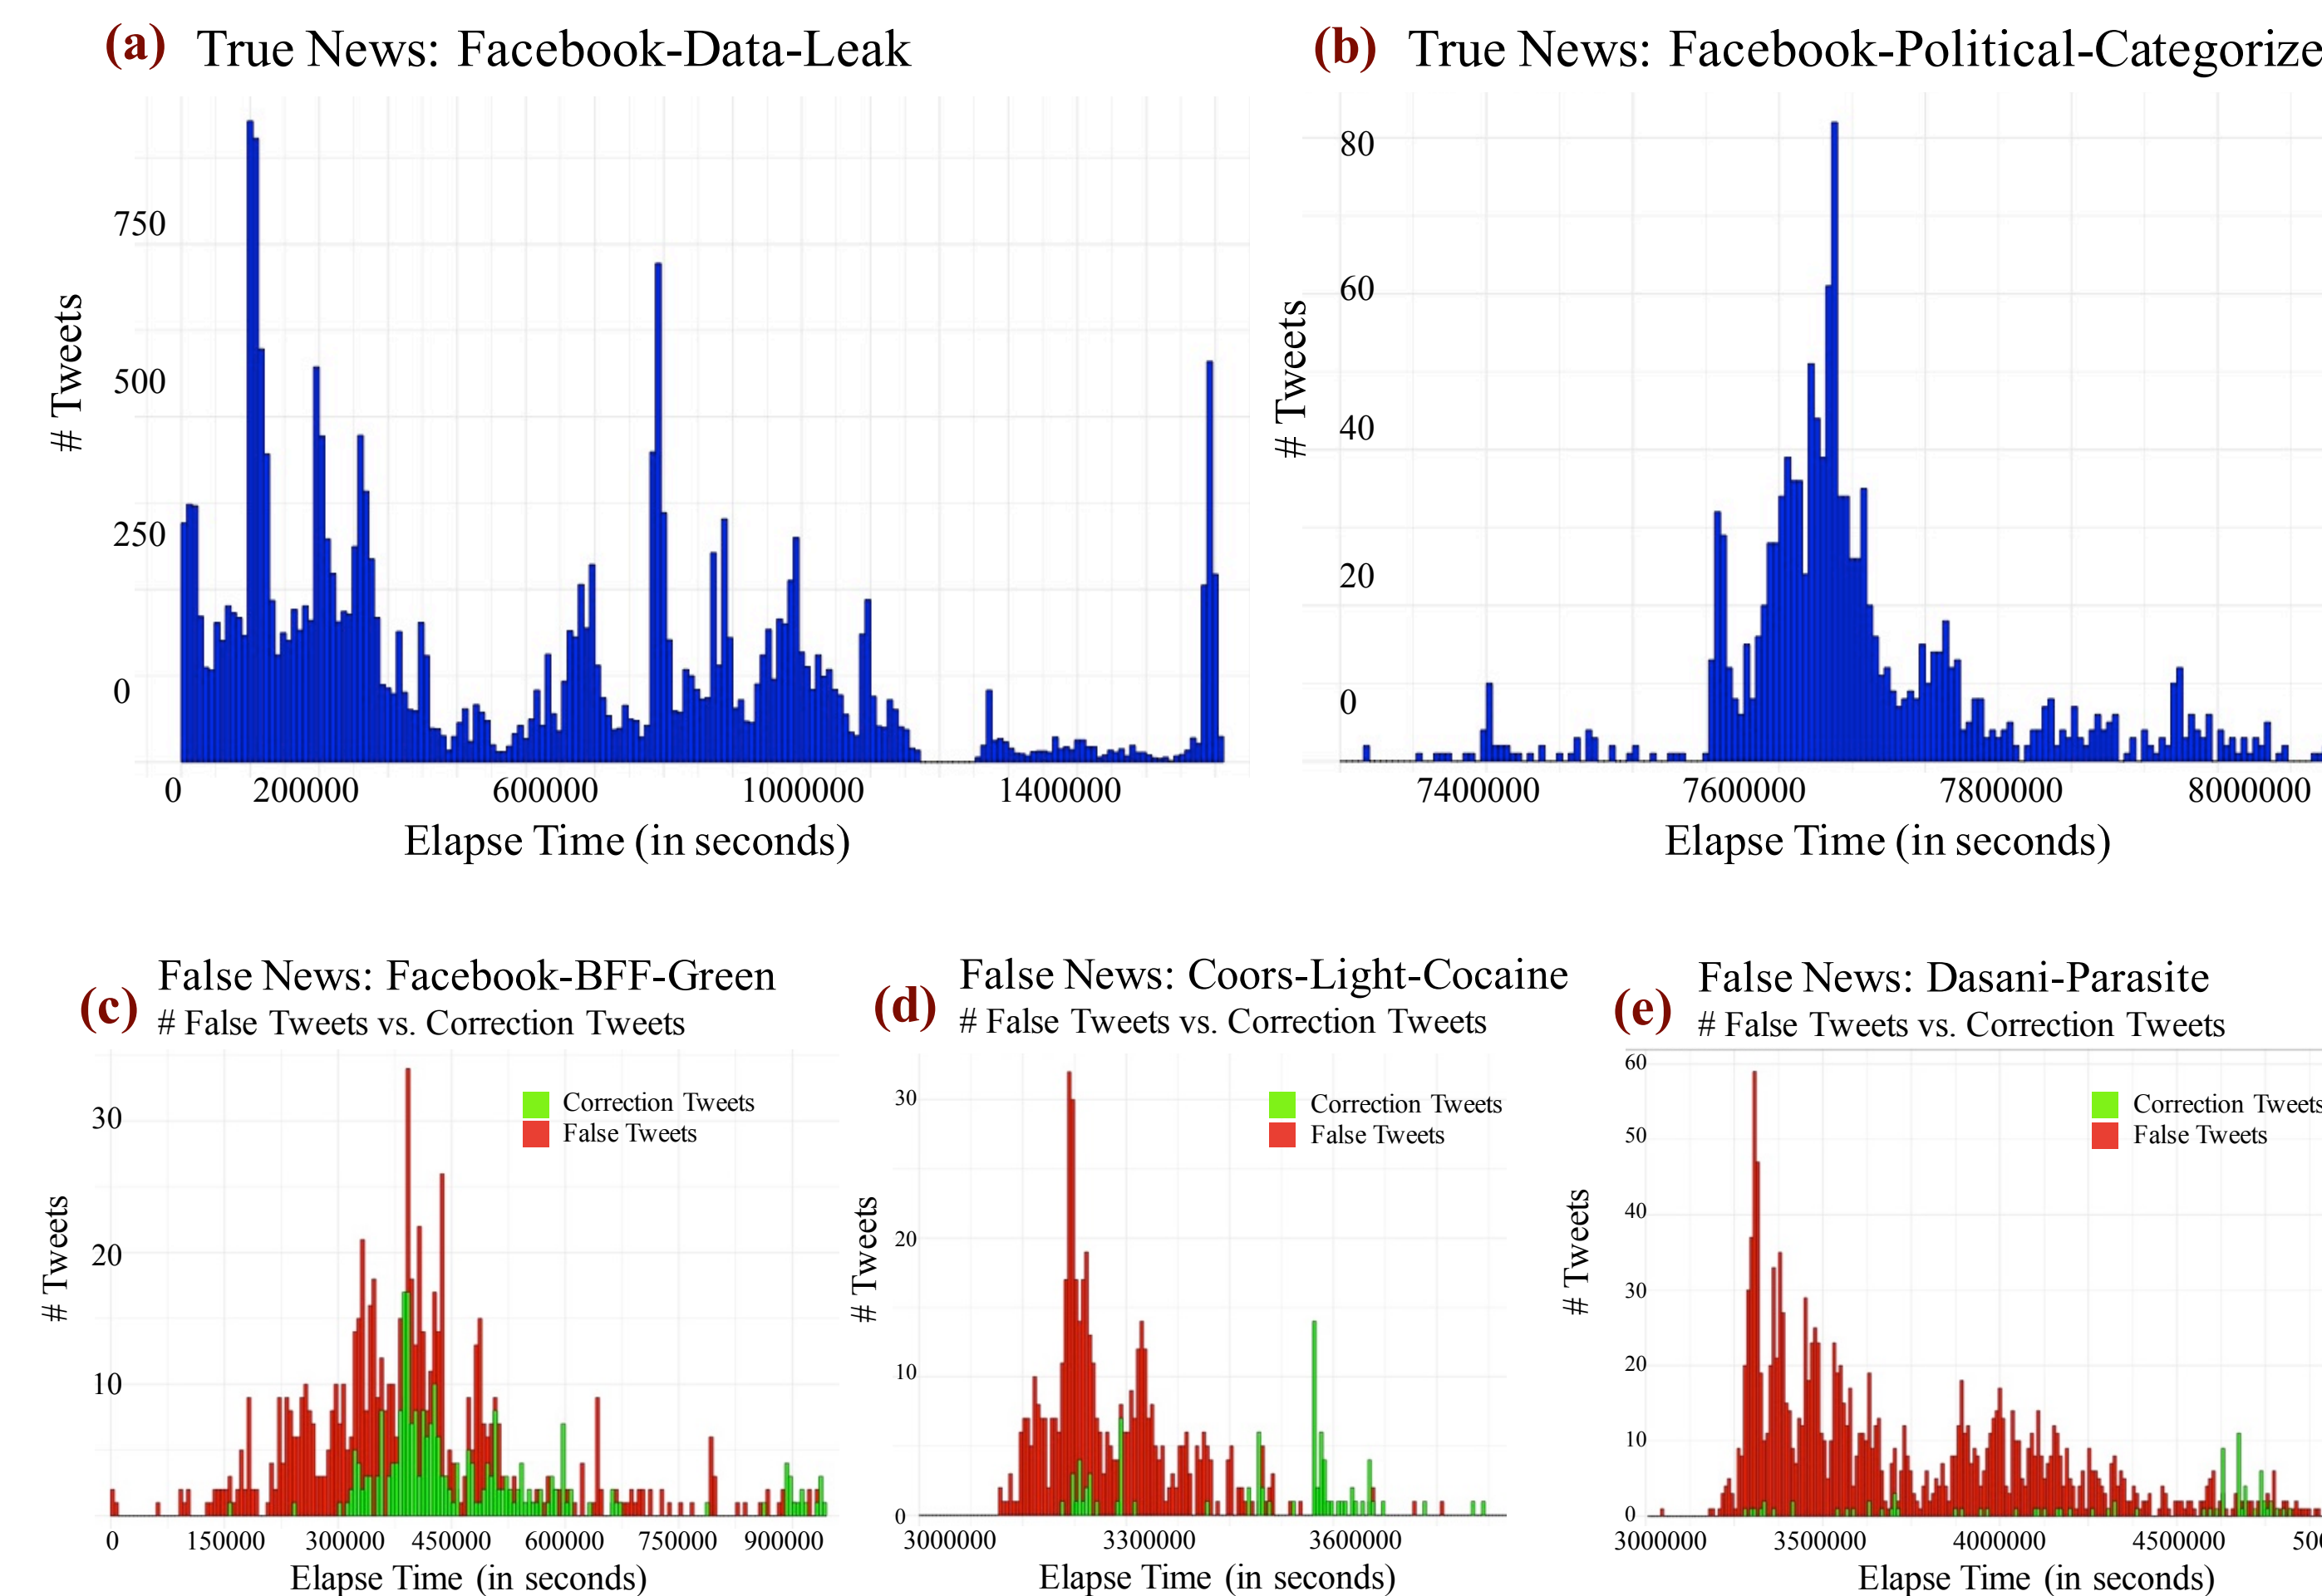 (a) True News: Facebook-Data-Leak
750
500
250
0
# Tweets
0 200000 600000 1000000 1400000
Elapse Time (in seconds)
(b) True News: Facebook-Political-Categorize
80
60
40
20
0
# Tweets
7400000 7600000 7800000 8000000
Elapse Time (in seconds)
(c) False News: Facebook-BFF-Green
# False Tweets vs. Correction Tweets
Correction Tweets
False Tweets
30
20
10
# Tweets
0 150000 300000 450000 600000 750000 900000
Elapse Time (in seconds)
(d) False News: Coors-Light-Cocaine
# False Tweets vs. Correction Tweets
Correction Tweets
False Tweets
30
20
10
0
# Tweets
3000000 3300000 3600000
Elapse Time (in seconds)
(e) False News: Dasani-Parasite
# False Tweets vs. Correction Tweets
Correction Tweets
False Tweets
60
50
40
30
20
10
0
# Tweets
3000000 3500000 4000000 4500000
Elapse Time (in seconds)